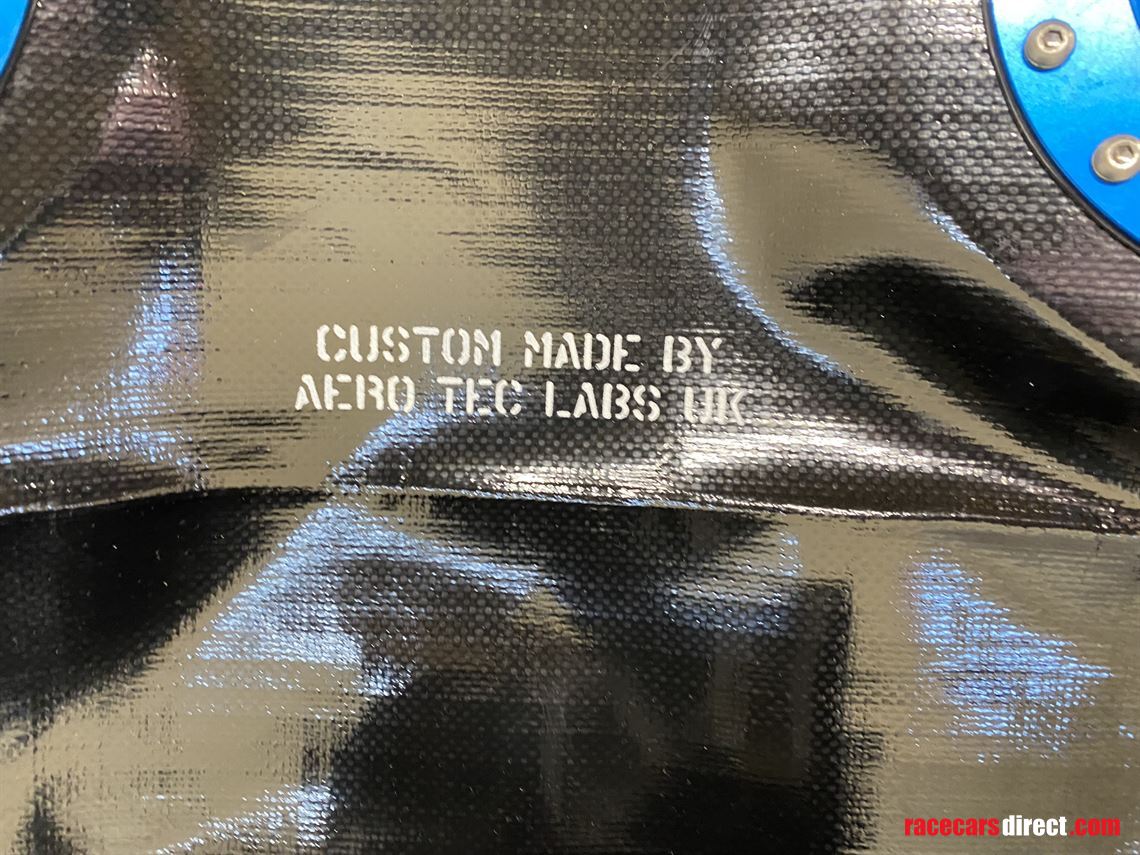 CUSTOM MADE BY
AERO TEC LABS UK
racecarsdirect.com